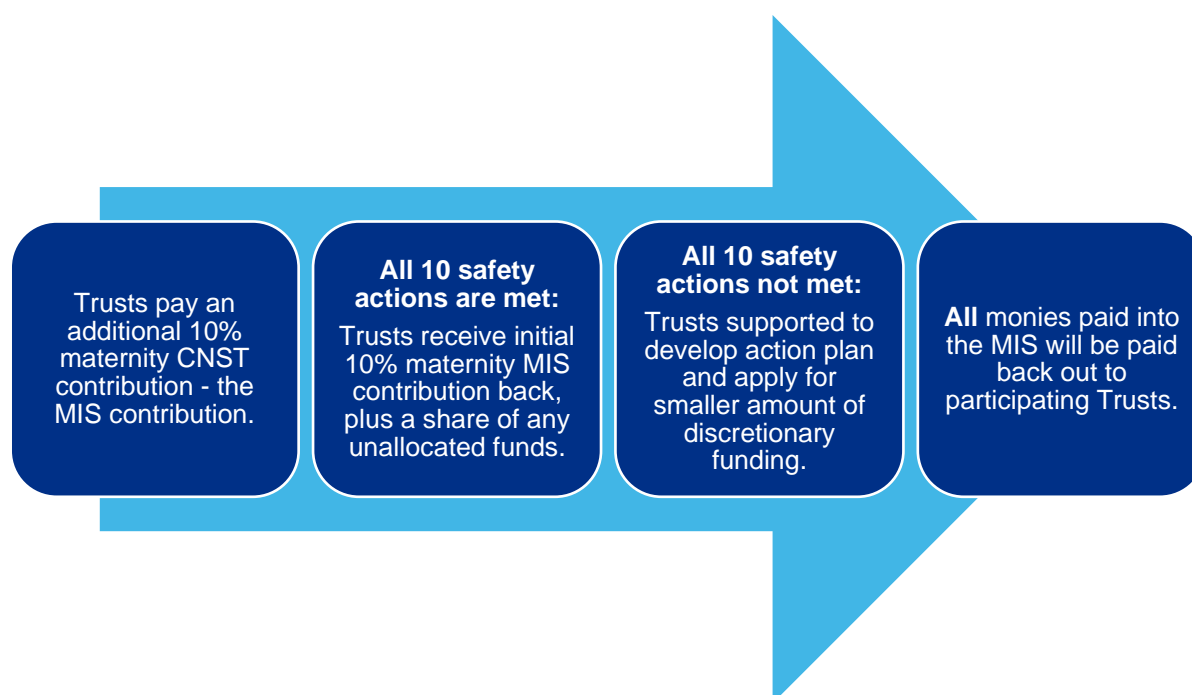 Trusts pay an
additional 10%
maternity CNST
contribution - the
MIS contribution.
All 10 safety
actions are met:
Trusts receive initial
10% maternity MIS
contribution back,
plus a share of any
unallocated funds.
All 10 safety
actions not met:
Trusts supported to
develop action plan
and apply for
smaller amount of
discretionary
funding.
All monies paid into
the MIS will be paid
back out to
participating Trusts.